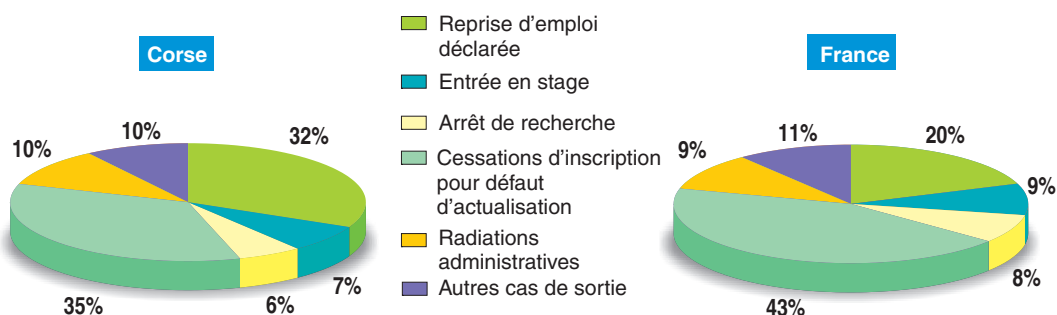 Corse
10%
10%
32%
35%
6%
7%
Reprise d'emploi
déclarée
Entrée en stage
Arrêt de recherche
Cessations d'inscription
pour défaut
d'actualisation
Radiations
administratives
Autres cas de sortie
France
9%
11%
20%
9%
8%
43%